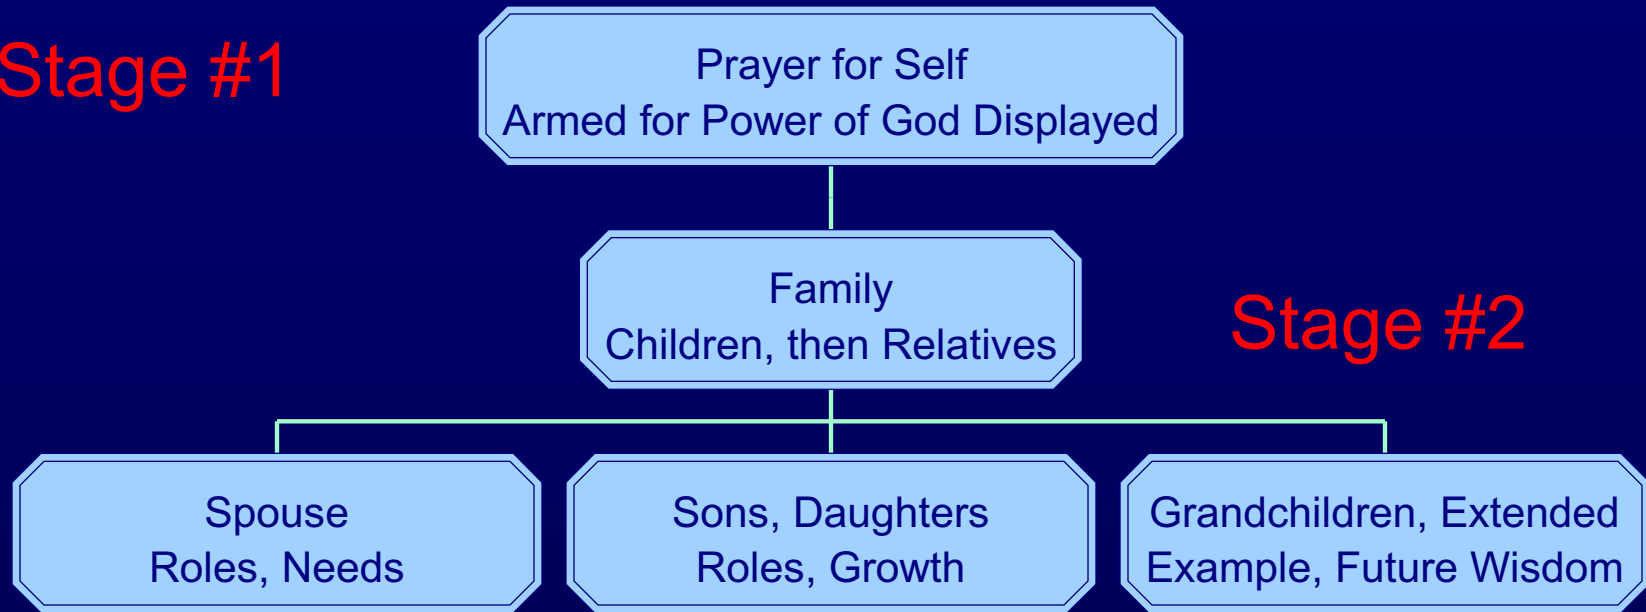 Stage #1
Prayer for Self
Armed for Power of God Displayed
Family
Children, then Relatives
Stage #2
Spouse
Roles, Needs
Sons, Daughters
Roles, Growth
Grandchildren, Extended
Example, Future Wisdom